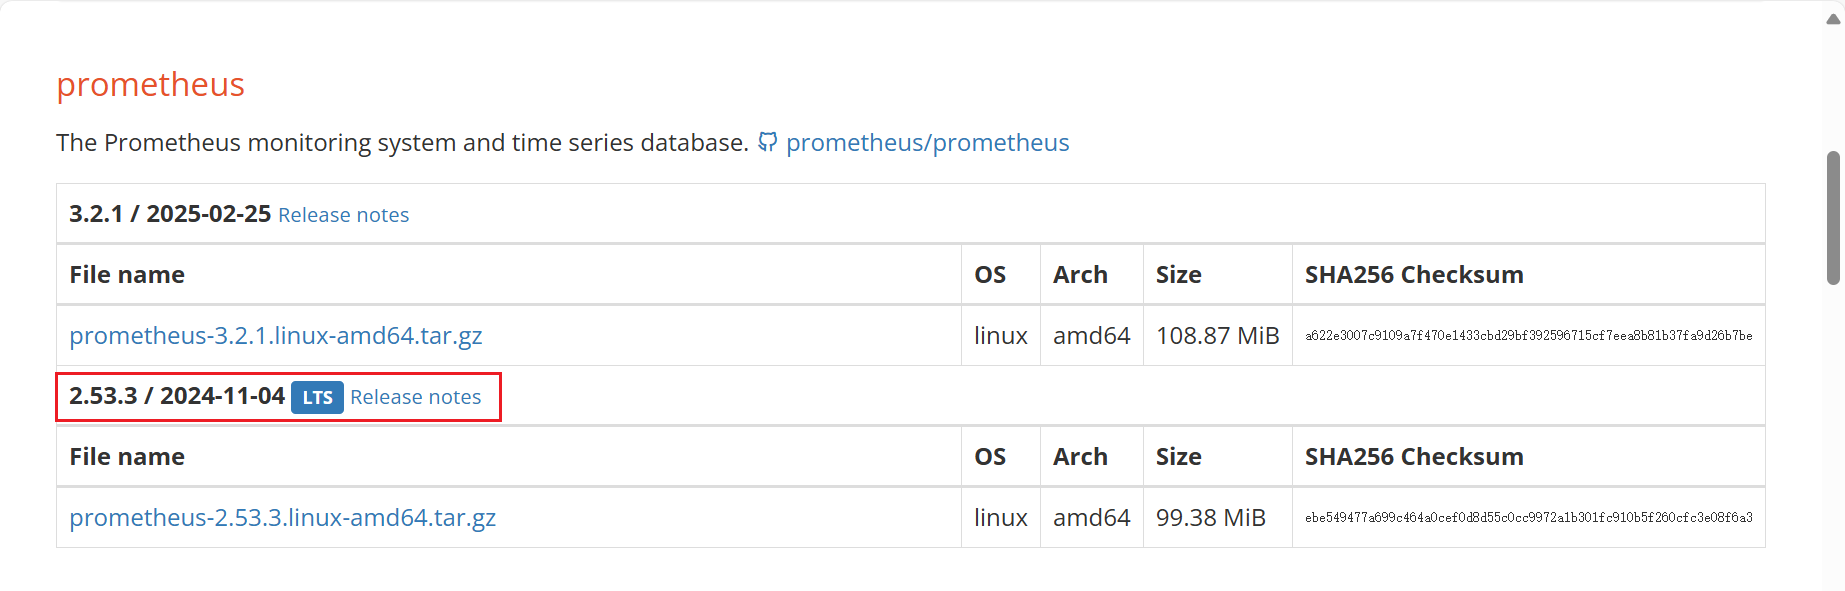 prometheus
The Prometheus monitoring system and time series database. prometheus/prometheus
3.2.1 / 2025-02-25 Release notes
File name OS Arch Size SHA256 Checksum
prometheus-3.2.1.linux-amd64.tar.gz linux amd64 108.87 MiB a622e3007c9109a7f470e1433cbd29bf392596715cf7eea8b81b37fa9d26b7be
2.53.3 / 2024-11-04 LTS Release notes
File name OS Arch Size SHA256 Checksum
prometheus-2.53.3.linux-amd64.tar.gz linux amd64 99.38 MiB ebe549477a699c464a0cef0d8d55c0cc9972a1b301fc910b5f260cfc3e08f6a3